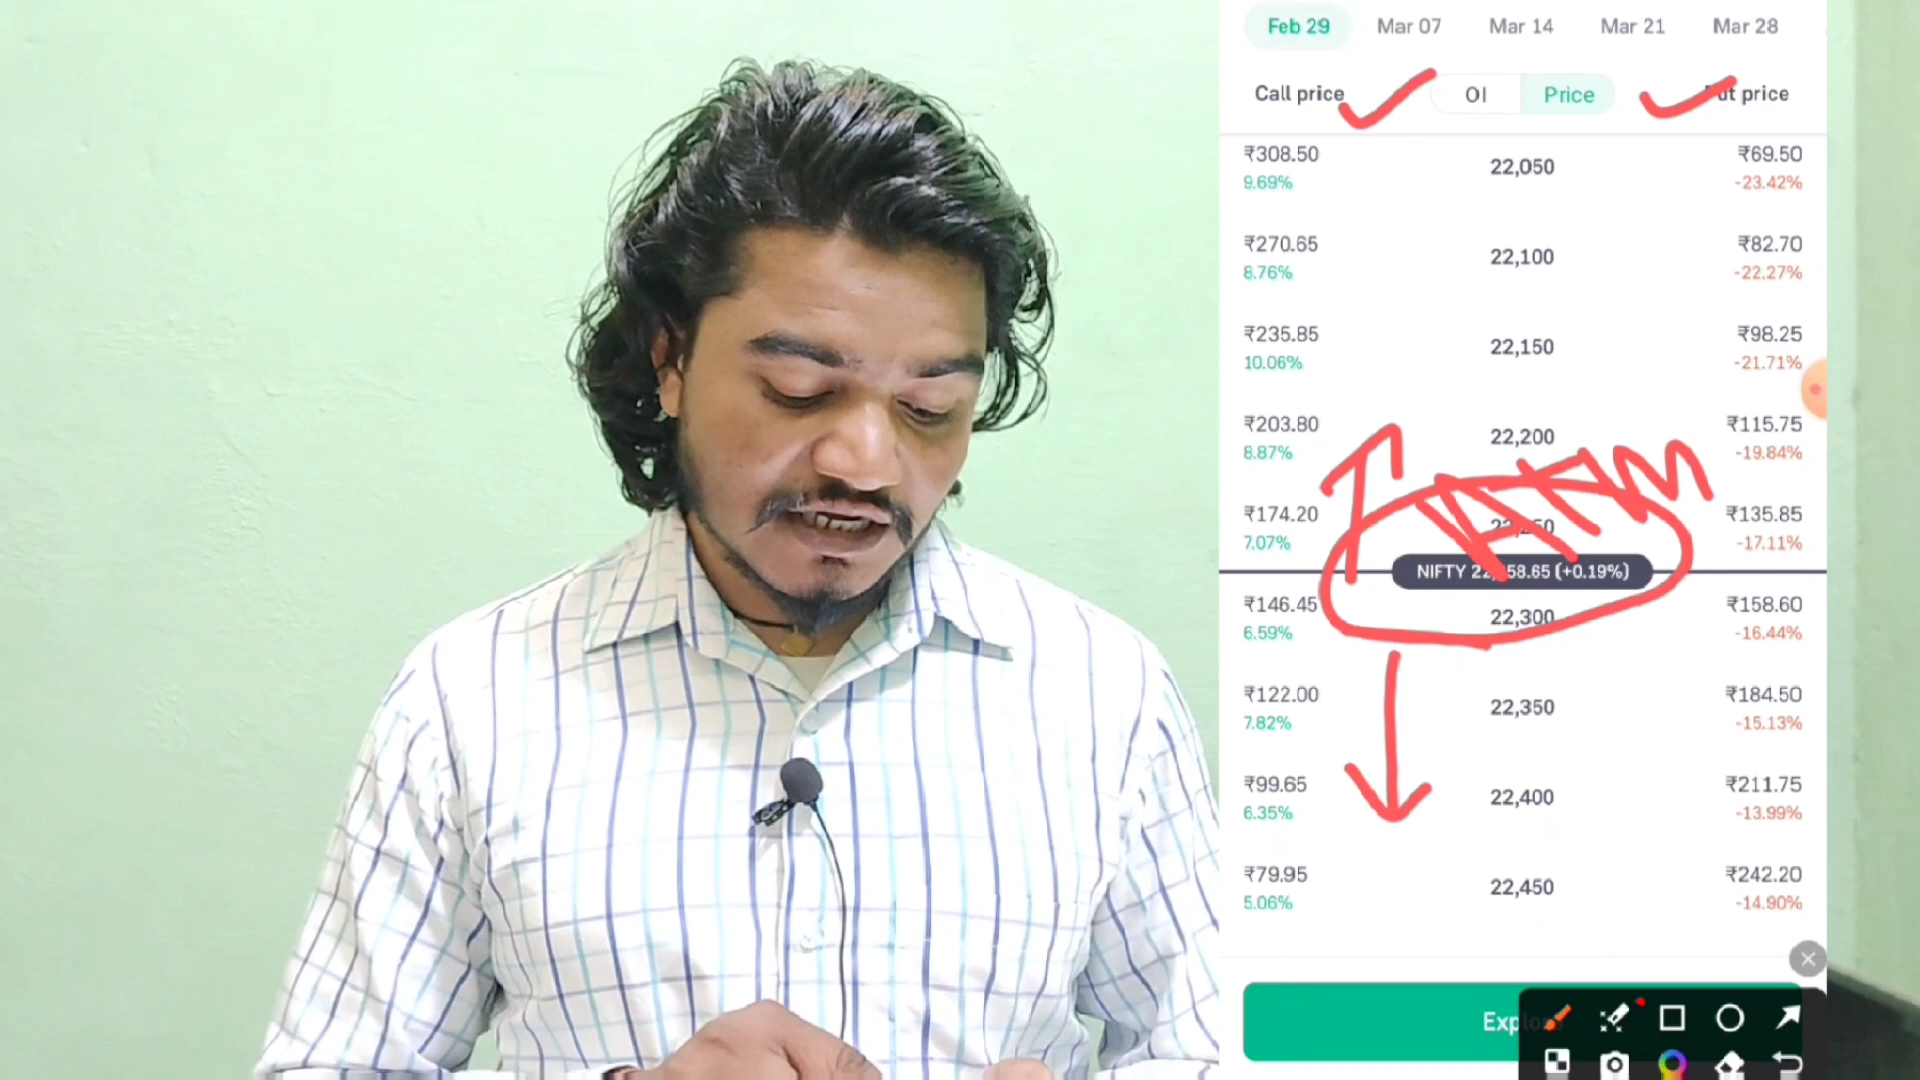 Feb 29 Mar 07 Mar 14 Mar 21 Mar 28
Call price OI Price Put price
₹308.50 22,050 ₹69.50
9.69% -23.42%
₹270.65 22,100 ₹82.70
8.76% -22.27%
₹235.85 22,150 ₹98.25
10.06% -21.71%
₹203.80 22,200 ₹115.75
8.87% -19.84%
₹174.20 ₹135.85
7.07% -17.11%
NIFTY (+0.19%)
₹146.45 22,300 ₹158.60
6.59% -16.44%
₹122.00 22,350 ₹184.50
7.82% -15.13%
₹99.65 22,400 ₹211.75
6.35% -13.99%
₹79.95 22,450 ₹242.20
5.06% -14.90%